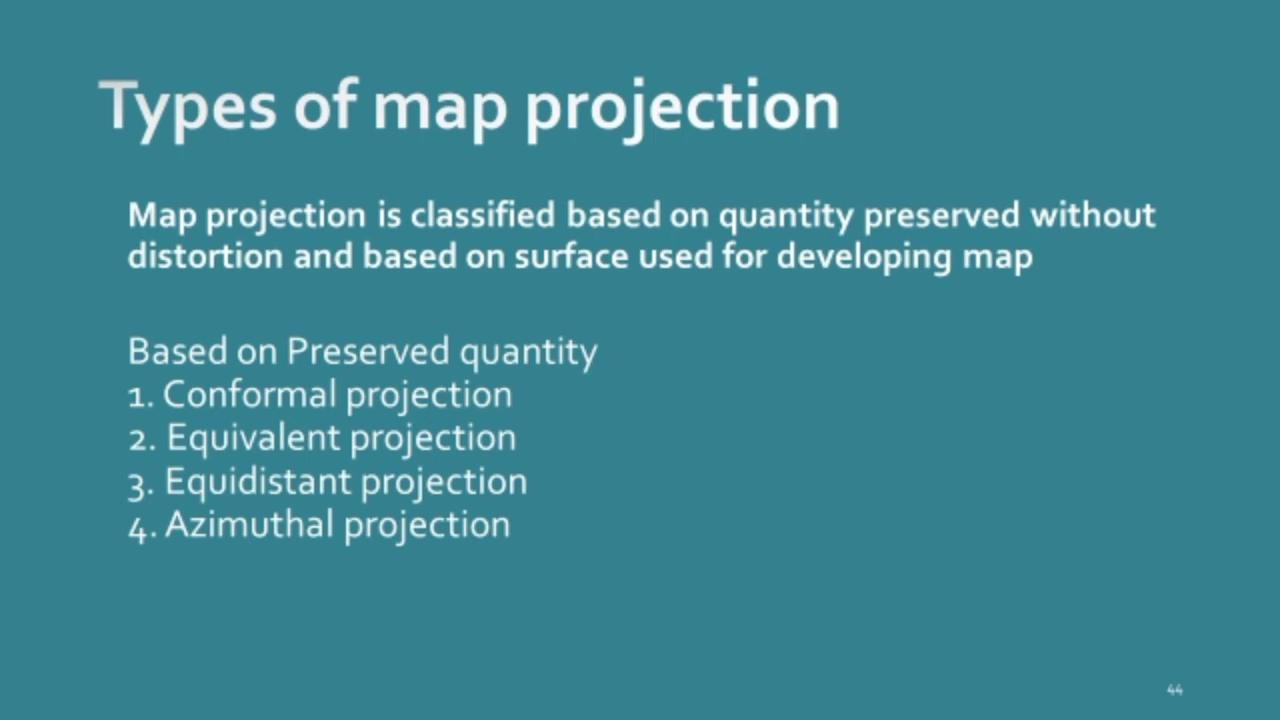 Types of map projection
Map projection is classified based on quantity preserved without
distortion and based on surface used for developing map
Based on Preserved quantity
1. Conformal projection
2. Equivalent projection
3. Equidistant projection
4. Azimuthal projection
44